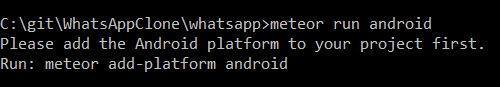 C:\git\WhatsAppClone\whatsapp>meteor run android
Please add the Android platform to your project first.
Run: meteor add-platform android